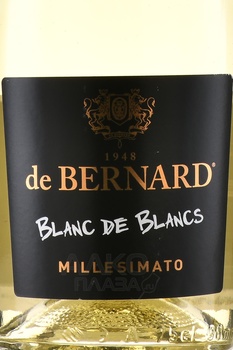 1948
de BERNARD®
BLANC DE BLANCS
MILLESIMATO